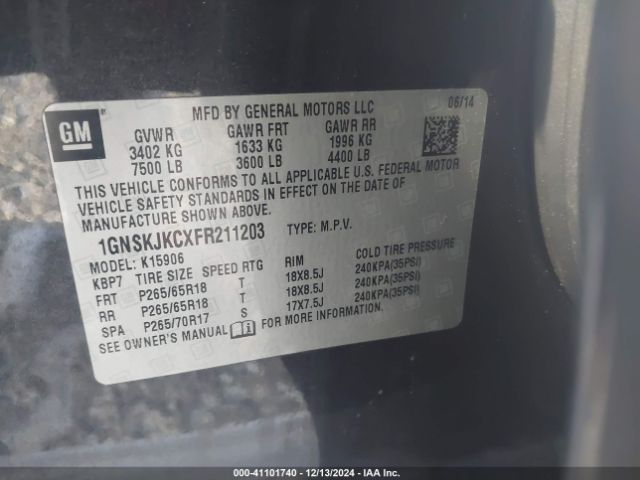 GM
MFD BY GENERAL MOTORS LLC 06/14
GVWR GAWR FRT GAWR RR
3402 KG 1633 KG 1996 KG
7500 LB 3600 LB 4400 LB
THIS VEHICLE CONFORMS TO ALL APPLICABLE U.S. FEDERAL MOTOR
VEHICLE SAFETY STANDARDS IN EFFECT ON THE DATE OF
MANUFACTURE SHOWN ABOVE.
1GNSKJKCXFR211203 TYPE: M.P.V.
MODEL: K15906
KBP7 TIRE SIZE SPEED RTG RIM COLD TIRE PRESSURE
FRT P265/65R18 T 18X8.5J 240KPA(35PSI)
RR P265/65R18 T 18X8.5J 240KPA(35PSI)
SPA P265/70R17 S 17X7.5J 240KPA(35PSI)
SEE OWNER'S MANUAL FOR MORE INFORMATION.
000-41101740 - 12/13/2024 - IAA Inc.